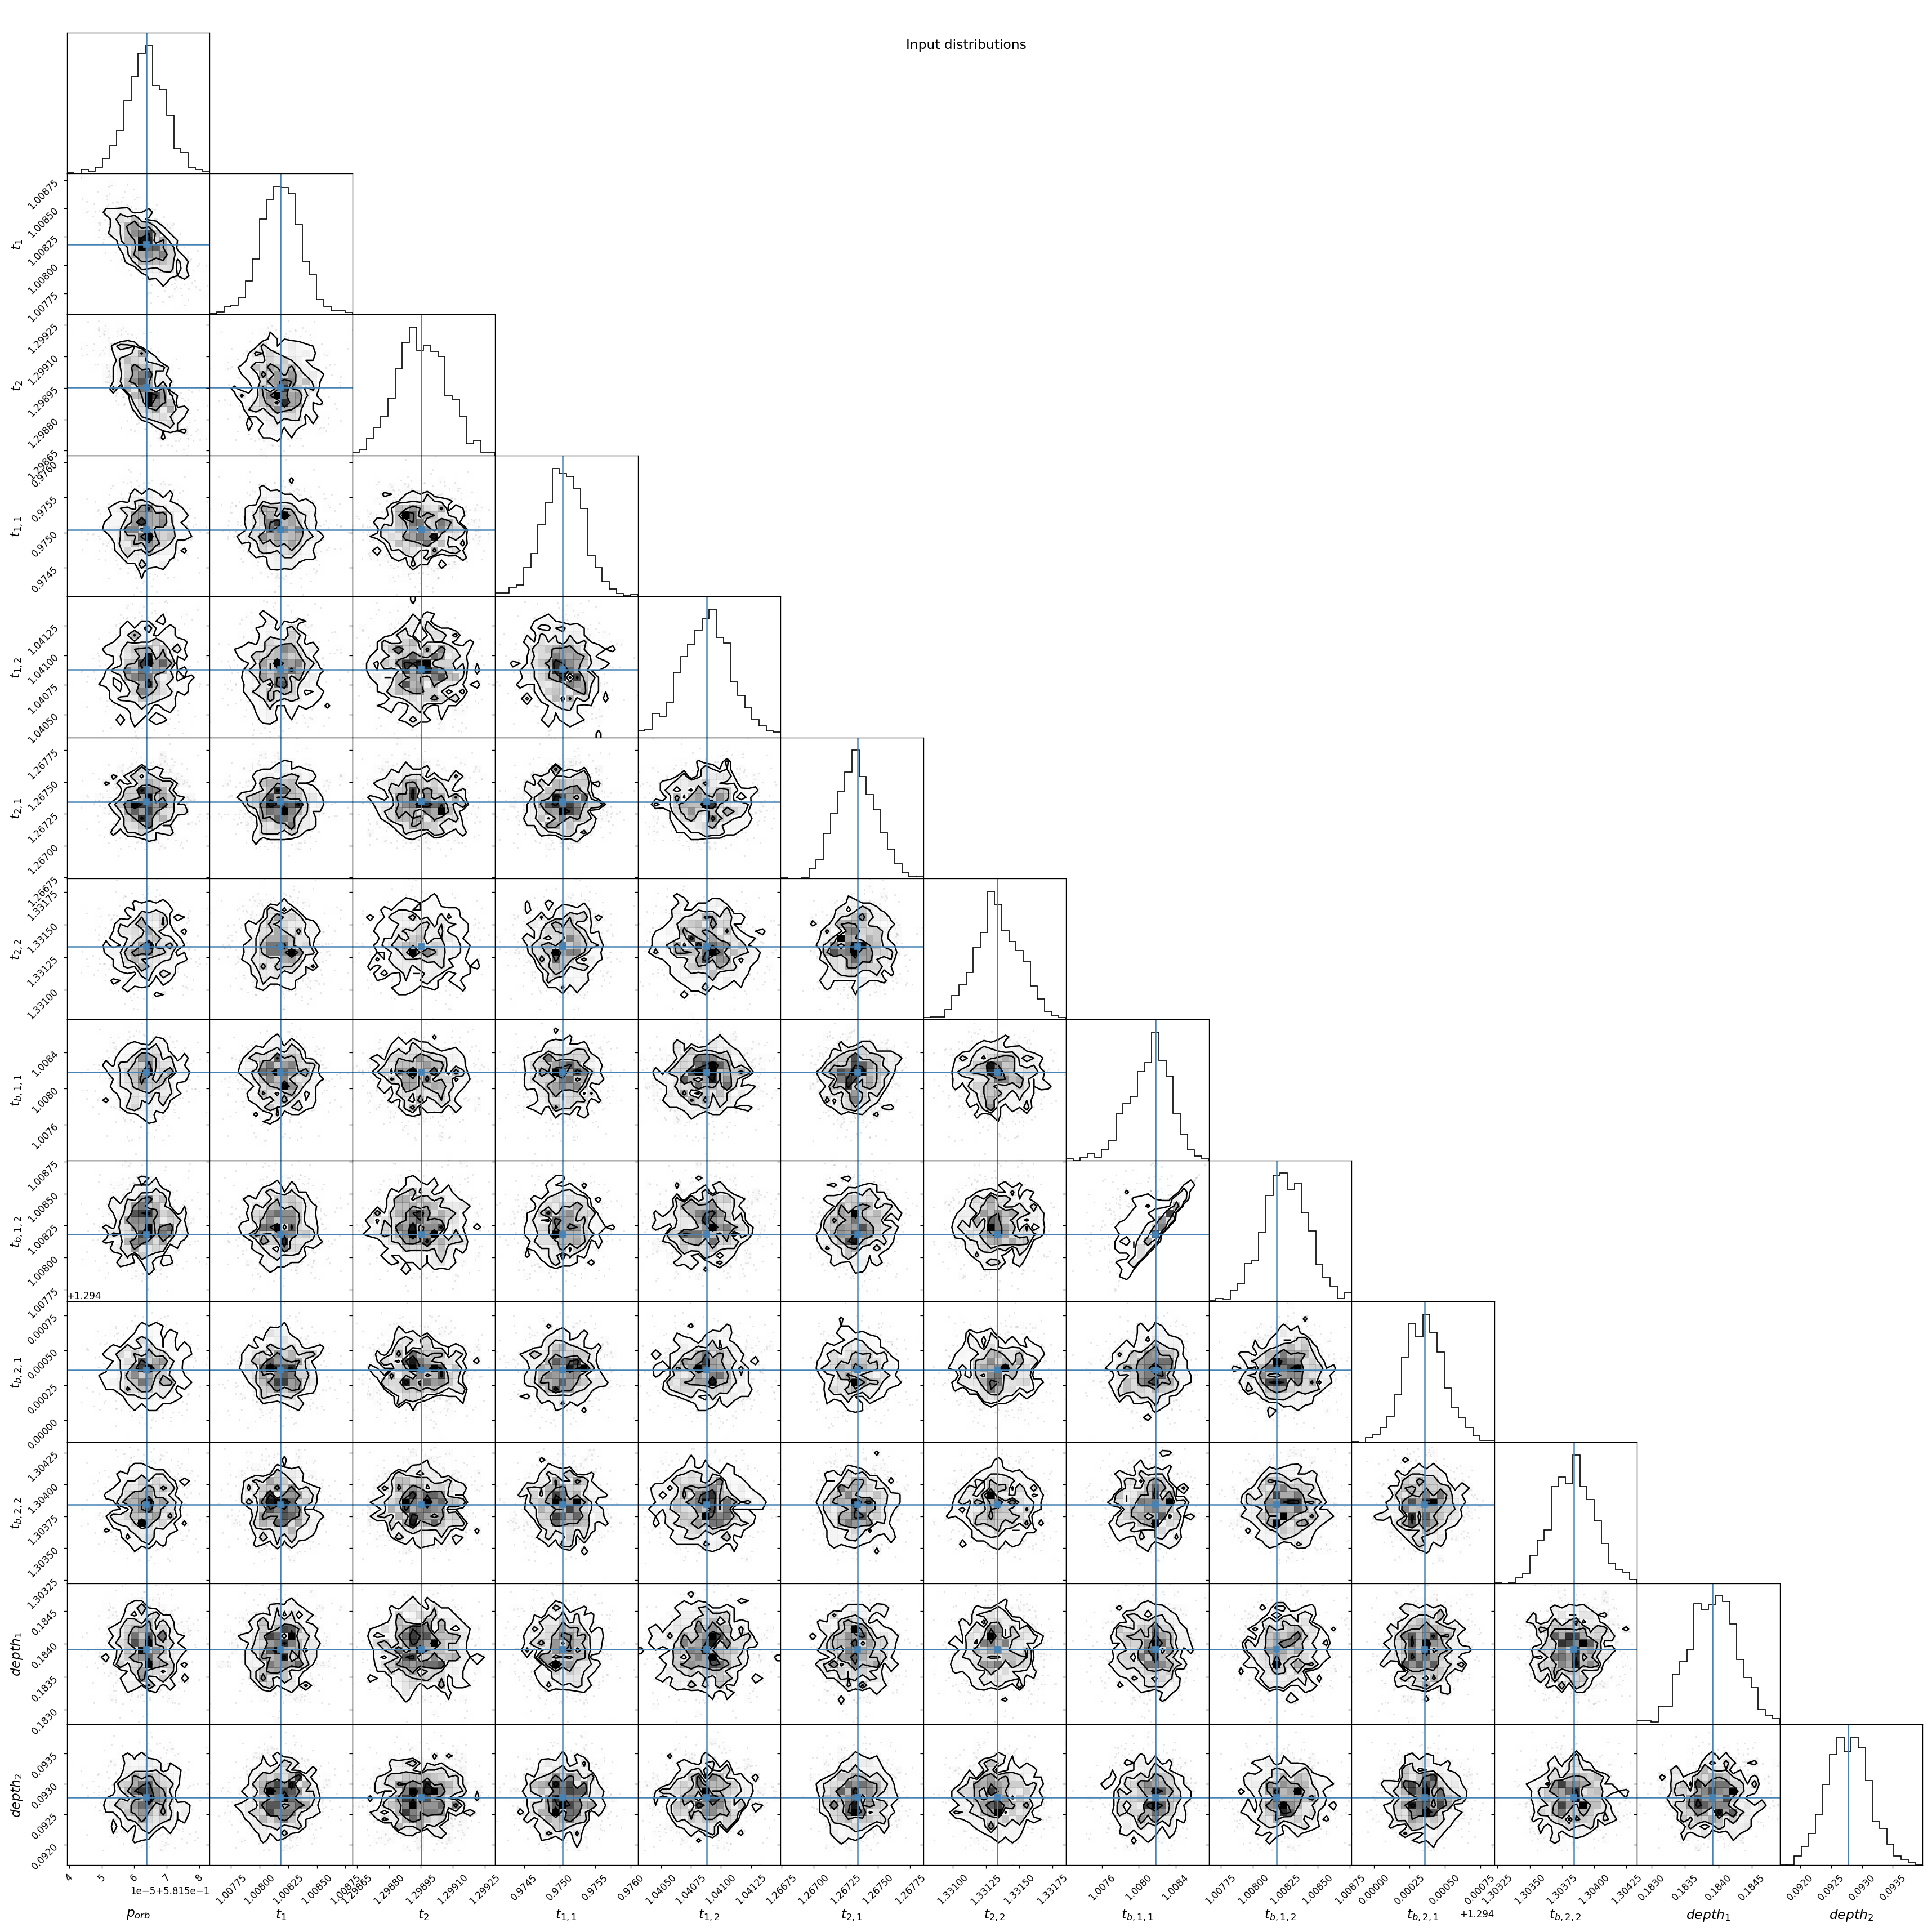 Input distributions
t1
1.00875
1.00850
1.00825
1.00800
1.00775
t2
1.29925
1.29910
1.29895
1.29880
1.29865
t1,1
0.9760
0.9755
0.9750
0.9745
t1,2
1.04125
1.04100
1.04075
1.04050
t2,1
1.26775
1.26750
1.26725
1.26700
1.26675
t2,2
1.33175
1.33150
1.33125
1.33100
tb,1,1
1.0084
1.0080
1.0076
tb,1,2
1.00875
1.00850
1.00825
1.00800
1.00775
+1.294
tb,2,1
0.00075
0.00050
0.00025
0.00000
tb,2,2
1.30425
1.30400
1.30375
1.30350
1.30325
depth1
0.1845
0.1840
0.1835
0.1830
depth2
0.0935
0.0930
0.0925
0.0920
4 5 6 7 8
1e-5+5.815e-1
porb
1.00775 1.00800 1.00825 1.00850 1.00875
t1
1.29865 1.29880 1.29895 1.29910 1.29925
t2
0.9745 0.9750 0.9755 0.9760
t1,1
1.04050 1.04075 1.04100 1.04125
t1,2
1.26675 1.26700 1.26725 1.26750 1.26775
t2,1
1.33100 1.33125 1.33150 1.33175
t2,2
1.0076 1.0080 1.0084
tb,1,1
1.00775 1.00800 1.00825 1.00850 1.00875
tb,1,2
0.00000 0.00025 0.00050 0.00075
+1.294
tb,2,1
1.30325 1.30350 1.30375 1.30400 1.30425
tb,2,2
0.1830 0.1835 0.1840 0.1845
depth1
0.0920 0.0925 0.0930 0.0935
depth2